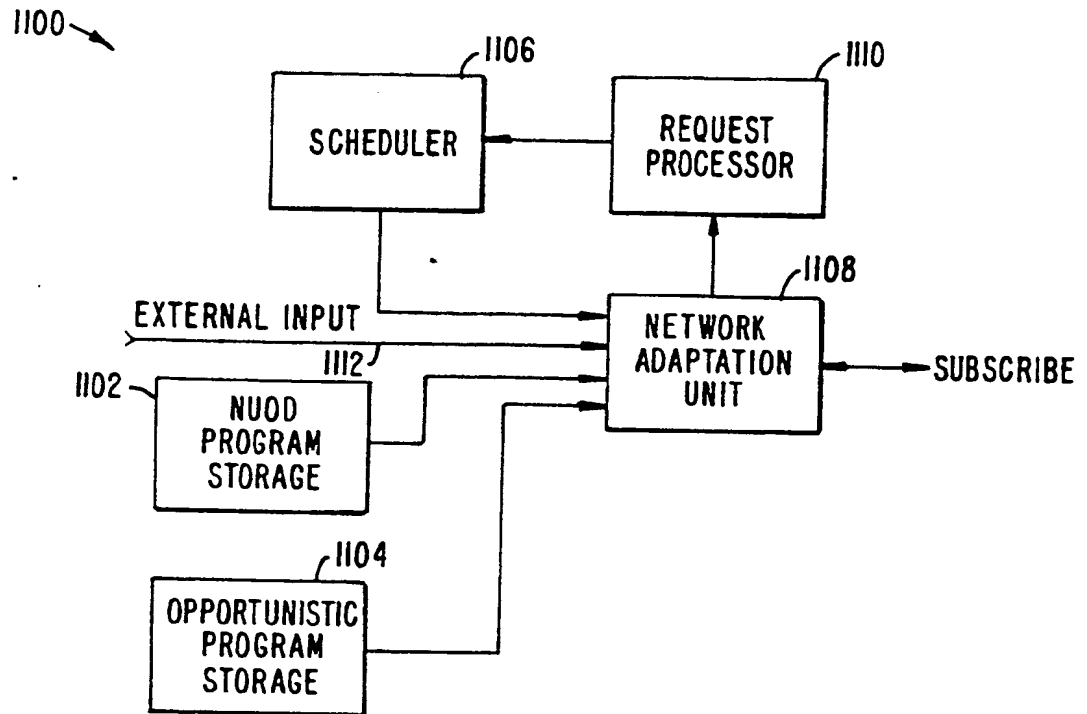 1100
1106
1110
SCHEDULER
REQUEST
PROCESSOR
1108
EXTERNAL INPUT
1112
NETWORK
ADAPTATION
UNIT
SUBSCRIBE
1102
NUOD
PROGRAM
STORAGE
1104
OPPORTUNISTIC
PROGRAM
STORAGE